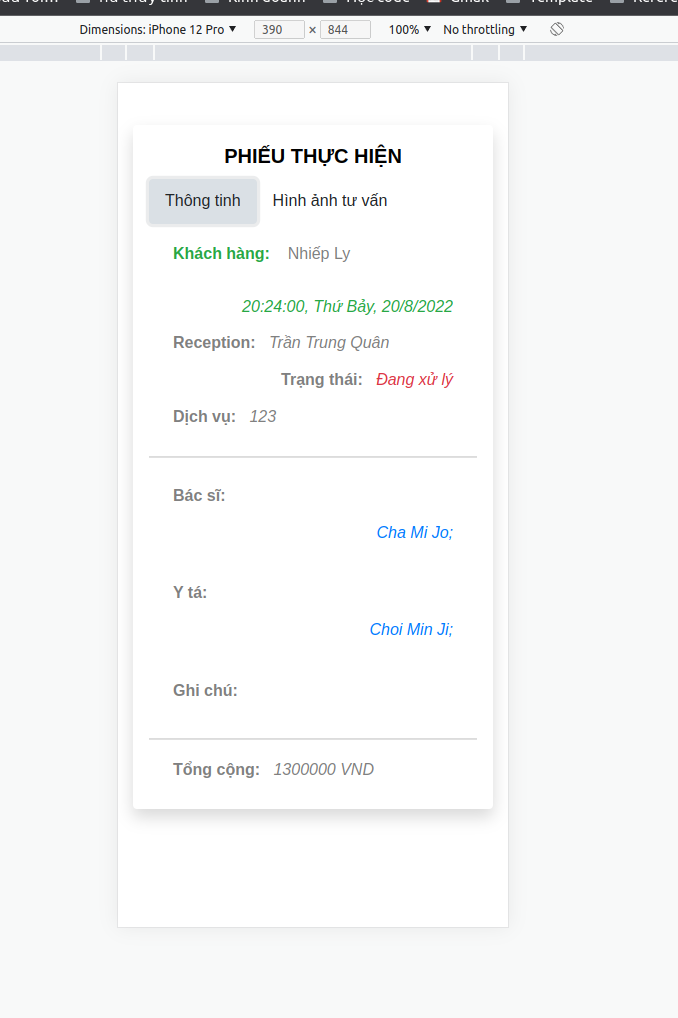 Dimensions: iPhone 12 Pro 390 × 844 100% No throttling
PHIẾU THỰC HIỆN
Thông tinh Hình ảnh tư vấn
Khách hàng: Nhiếp Ly
20:24:00, Thứ Bảy, 20/8/2022
Reception: Trần Trung Quân
Trạng thái: Đang xử lý
Dịch vụ: 123
Bác sĩ:
Cha Mi Jo;
Y tá:
Choi Min Ji;
Ghi chú:
Tổng cộng: 1300000 VND